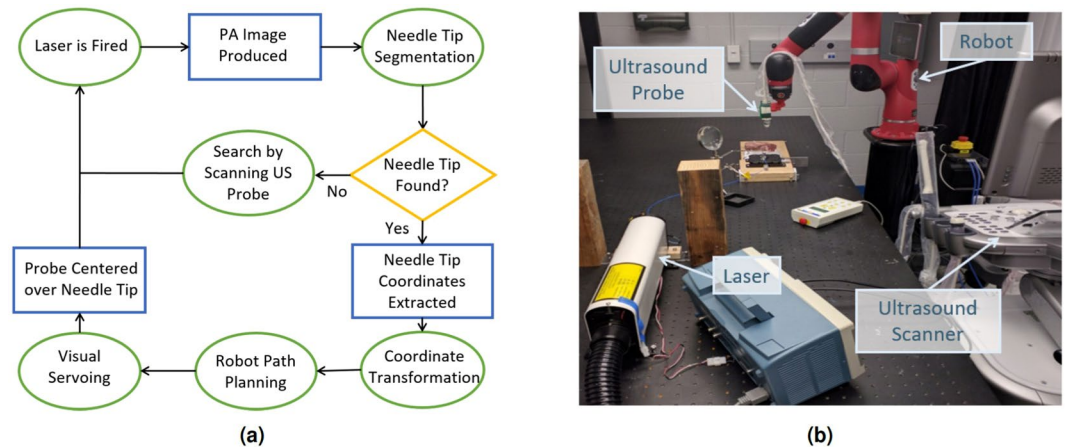 Laser is Fired
PA Image
Produced
Needle Tip
Segmentation
Search by
Scanning US
Probe
No
Needle Tip
Found?
Yes
Probe Centered
over Needle Tip
Needle Tip
Coordinates
Extracted
Visual
Servoing
Robot Path
Planning
Coordinate
Transformation
(a)
Ultrasound
Probe
Robot
Laser
Ultrasound
Scanner
(b)